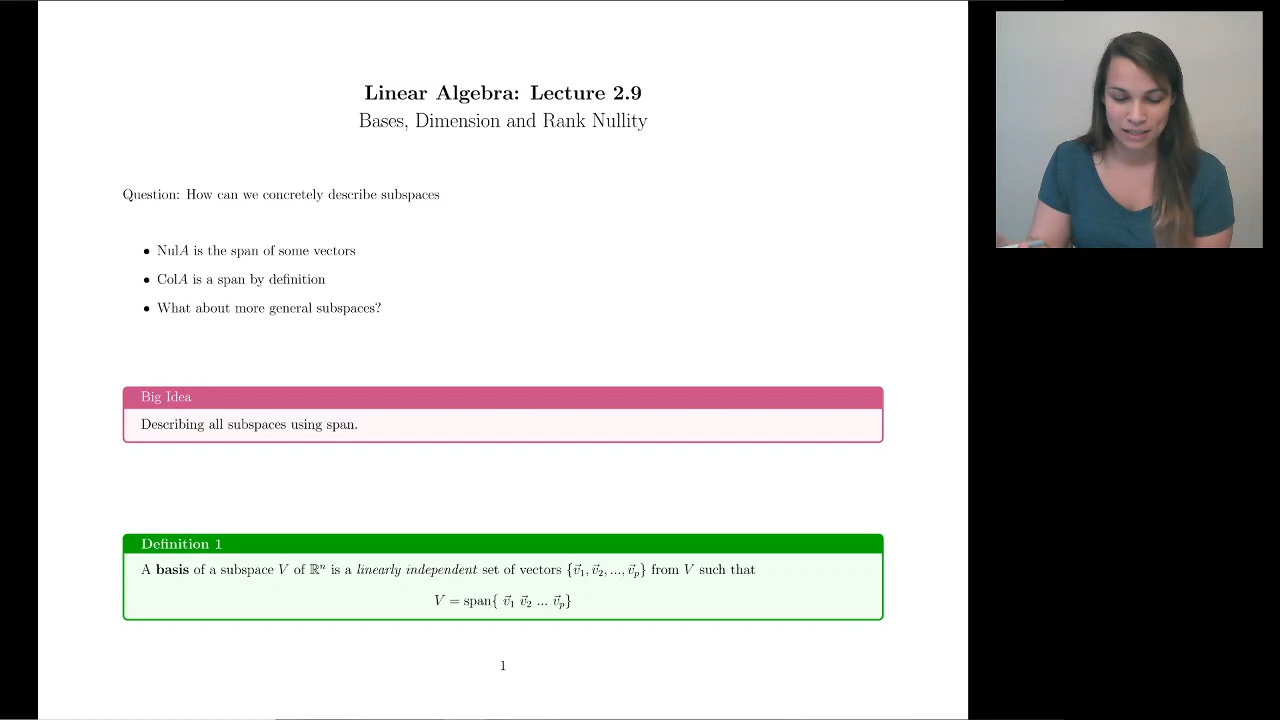 Linear Algebra: Lecture 2.9
Bases, Dimension and Rank Nullity
Question: How can we concretely describe subspaces
• NulA is the span of some vectors
• ColA is a span by definition
• What about more general subspaces?
Big Idea
Describing all subspaces using span.
Definition 1
A basis of a subspace V of ℝⁿ is a linearly independent set of vectors {v⃗₁, v⃗₂, ..., v⃗ₚ} from V such that
V = span{ v⃗₁ v⃗₂ ... v⃗ₚ}
1